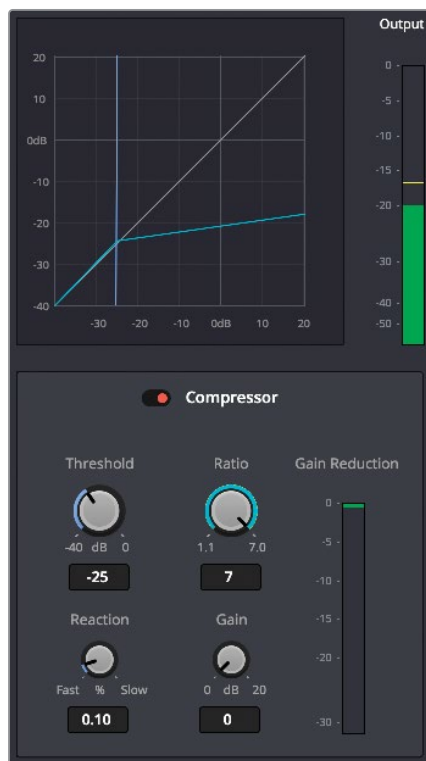 Output
20
10
0dB
-10
-20
-30
-40
-30 -20 -10 0dB 10 20
0
-5
-10
-15
-20
-30
-40
-50
Compressor
Threshold Ratio Gain Reduction
-40 dB 0 1.1 7.0
-25 7
Reaction Gain
Fast % Slow 0 dB 20
0.10 0
0
-5
-10
-15
-20
-30